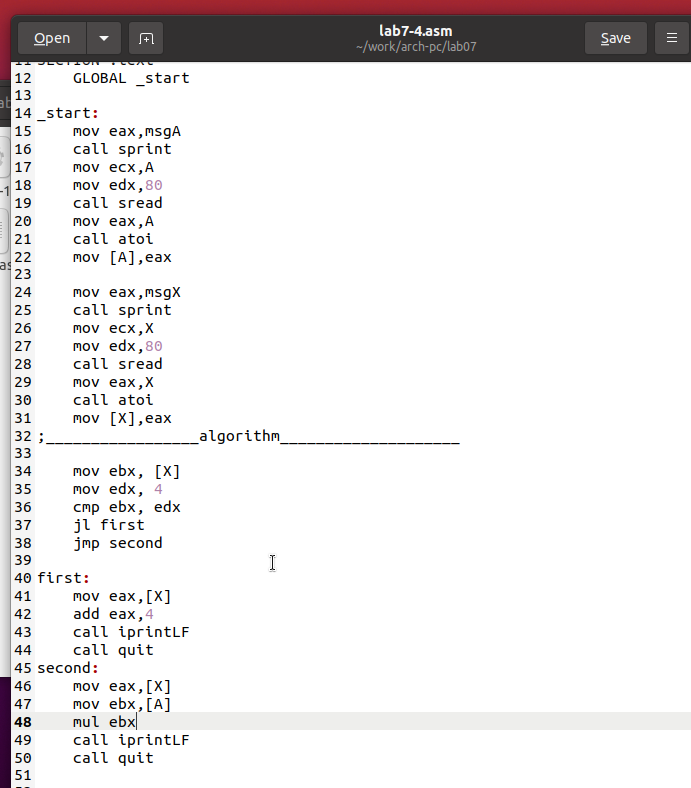 Open
lab7-4.asm
~/work/arch-pc/lab07
Save
11 SECTION .text
12     GLOBAL _start
13
14 _start:
15     mov eax,msgA
16     call sprint
17     mov ecx,A
18     mov edx,80
19     call sread
20     mov eax,A
21     call atoi
22     mov [A],eax
23
24     mov eax,msgX
25     call sprint
26     mov ecx,X
27     mov edx,80
28     call sread
29     mov eax,X
30     call atoi
31     mov [X],eax
32 ;_________________algorithm____________________
33
34     mov ebx, [X]
35     mov edx, 4
36     cmp ebx, edx
37     jl first
38     jmp second
39
40 first:
41     mov eax,[X]
42     add eax,4
43     call iprintLF
44     call quit
45 second:
46     mov eax,[X]
47     mov ebx,[A]
48     mul ebx
49     call iprintLF
50     call quit
51